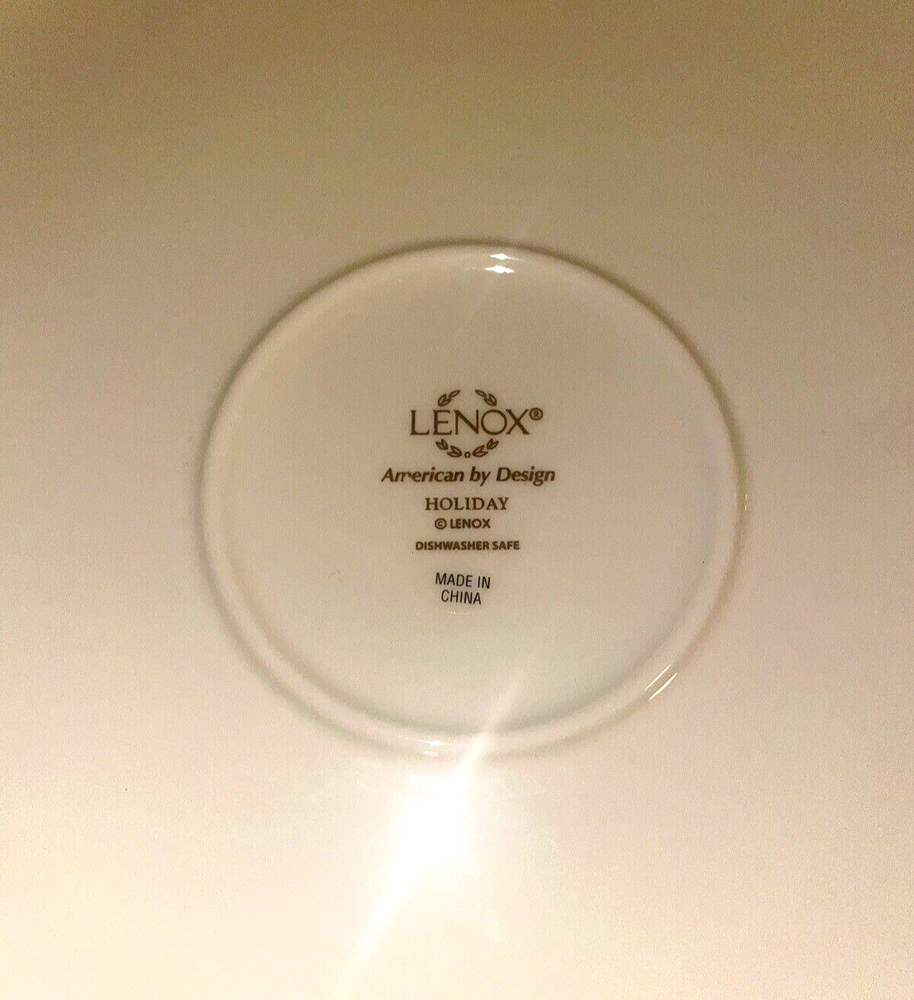 LENOX®
American by Design
HOLIDAY
© LENOX
DISHWASHER SAFE
MADE IN
CHINA